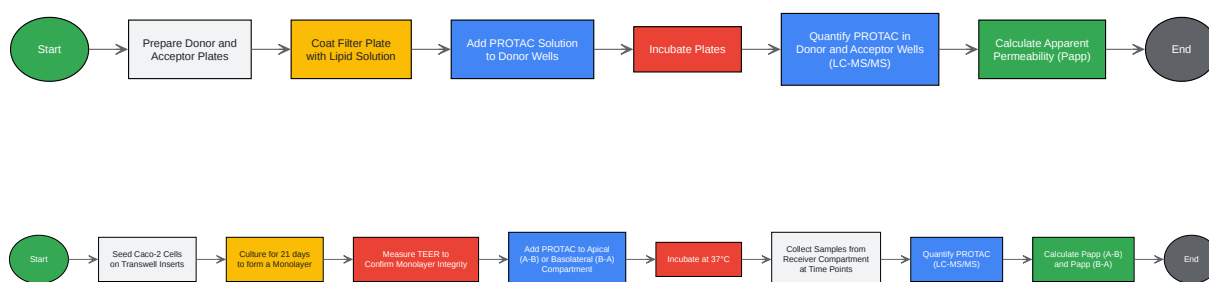 Start
Prepare Donor and
Acceptor Plates
Coat Filter Plate
with Lipid Solution
Add PROTAC Solution
to Donor Wells
Incubate Plates
Quantify PROTAC in
Donor and Acceptor Wells
(LC-MS/MS)
Calculate Apparent
Permeability (Papp)
End
Start
Seed Caco-2 Cells
on Transwell Inserts
Culture for 21 days
to form a Monolayer
Measure TEER to
Confirm Monolayer Integrity
Add PROTAC to Apical
(A-B) or Basolateral (B-A)
Compartment
Incubate at 37°C
Collect Samples from
Receiver Compartment
at Time Points
Quantify PROTAC
(LC-MS/MS)
Calculate Papp (A-B)
and Papp (B-A)
End